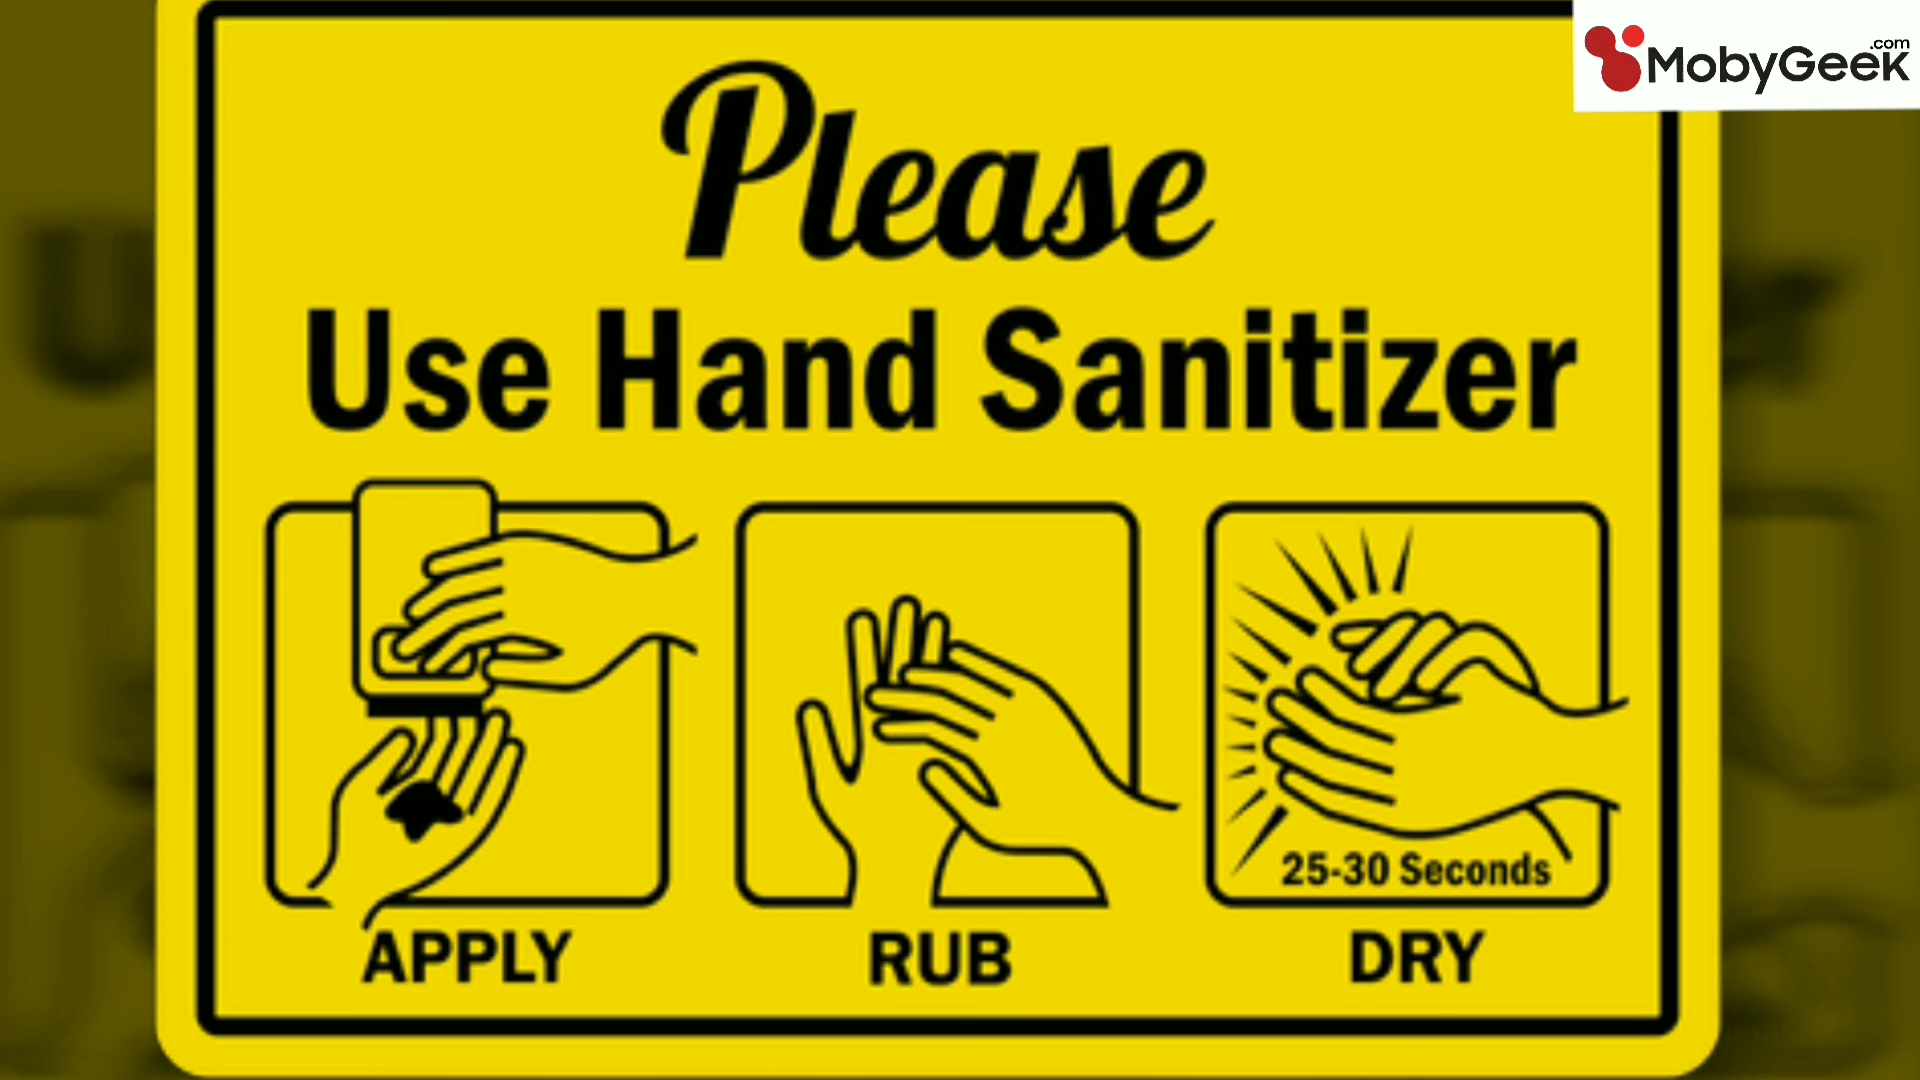 MobyGeek.com
Please
Use Hand Sanitizer
25-30 Seconds
APPLY RUB DRY